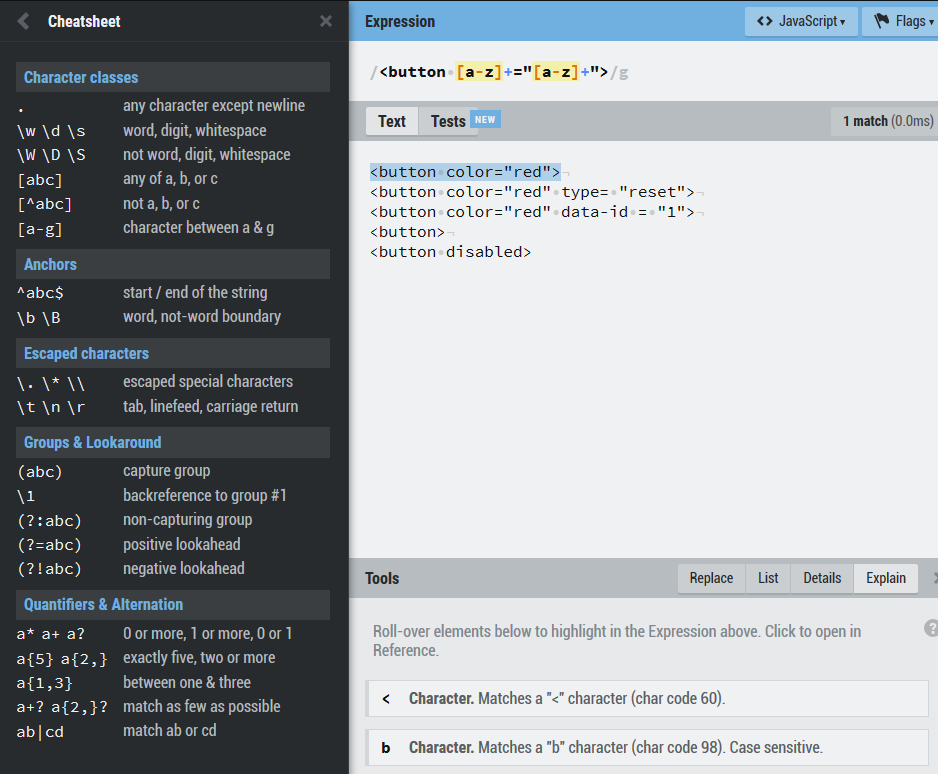 Cheatsheet
Character classes
. any character except newline
\w \d \s word, digit, whitespace
\W \D \S not word, digit, whitespace
[abc] any of a, b, or c
[^abc] not a, b, or c
[a-g] character between a & g
Anchors
^abc$ start / end of the string
\b \B word, not-word boundary
Escaped characters
\. \* \\ escaped special characters
\t \n \r tab, linefeed, carriage return
Groups & Lookaround
(abc) capture group
\1 backreference to group #1
(?:abc) non-capturing group
(?=abc) positive lookahead
(?!abc) negative lookahead
Quantifiers & Alternation
a* a+ a? 0 or more, 1 or more, 0 or 1
a{5} a{2,} exactly five, two or more
a{1,3} between one & three
a+? a{2,}? match as few as possible
ab|cd match ab or cd
Expression
<> JavaScript
Flags
/<button [a-z]+="[a-z]+">/g
Text Tests NEW
1 match (0.0ms)
<button color="red">
<button color="red" type= "reset">
<button color="red" data-id = "1">
<button>
<button disabled>
Tools
Replace List Details Explain
Roll-over elements below to highlight in the Expression above. Click to open in
Reference.
?
< Character. Matches a "<" character (char code 60).
b Character. Matches a "b" character (char code 98). Case sensitive.